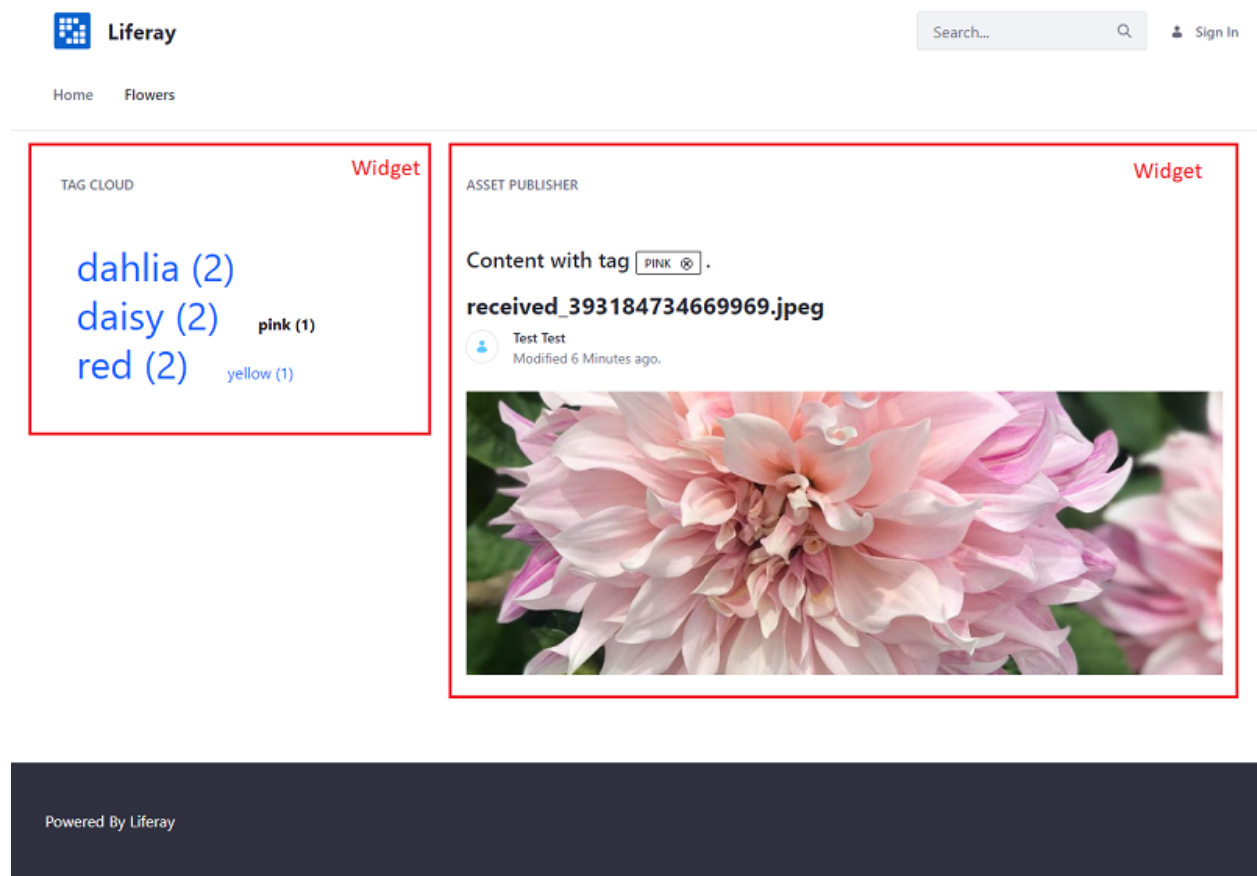 Liferay
Search...
Sign In
Home Flowers
Widget
TAG CLOUD
dahlia (2)
daisy (2) pink (1)
red (2) yellow (1)
Widget
ASSET PUBLISHER
Content with tag PINK .
received_393184734669969.jpeg
Test Test
Modified 6 Minutes ago.
Powered By Liferay